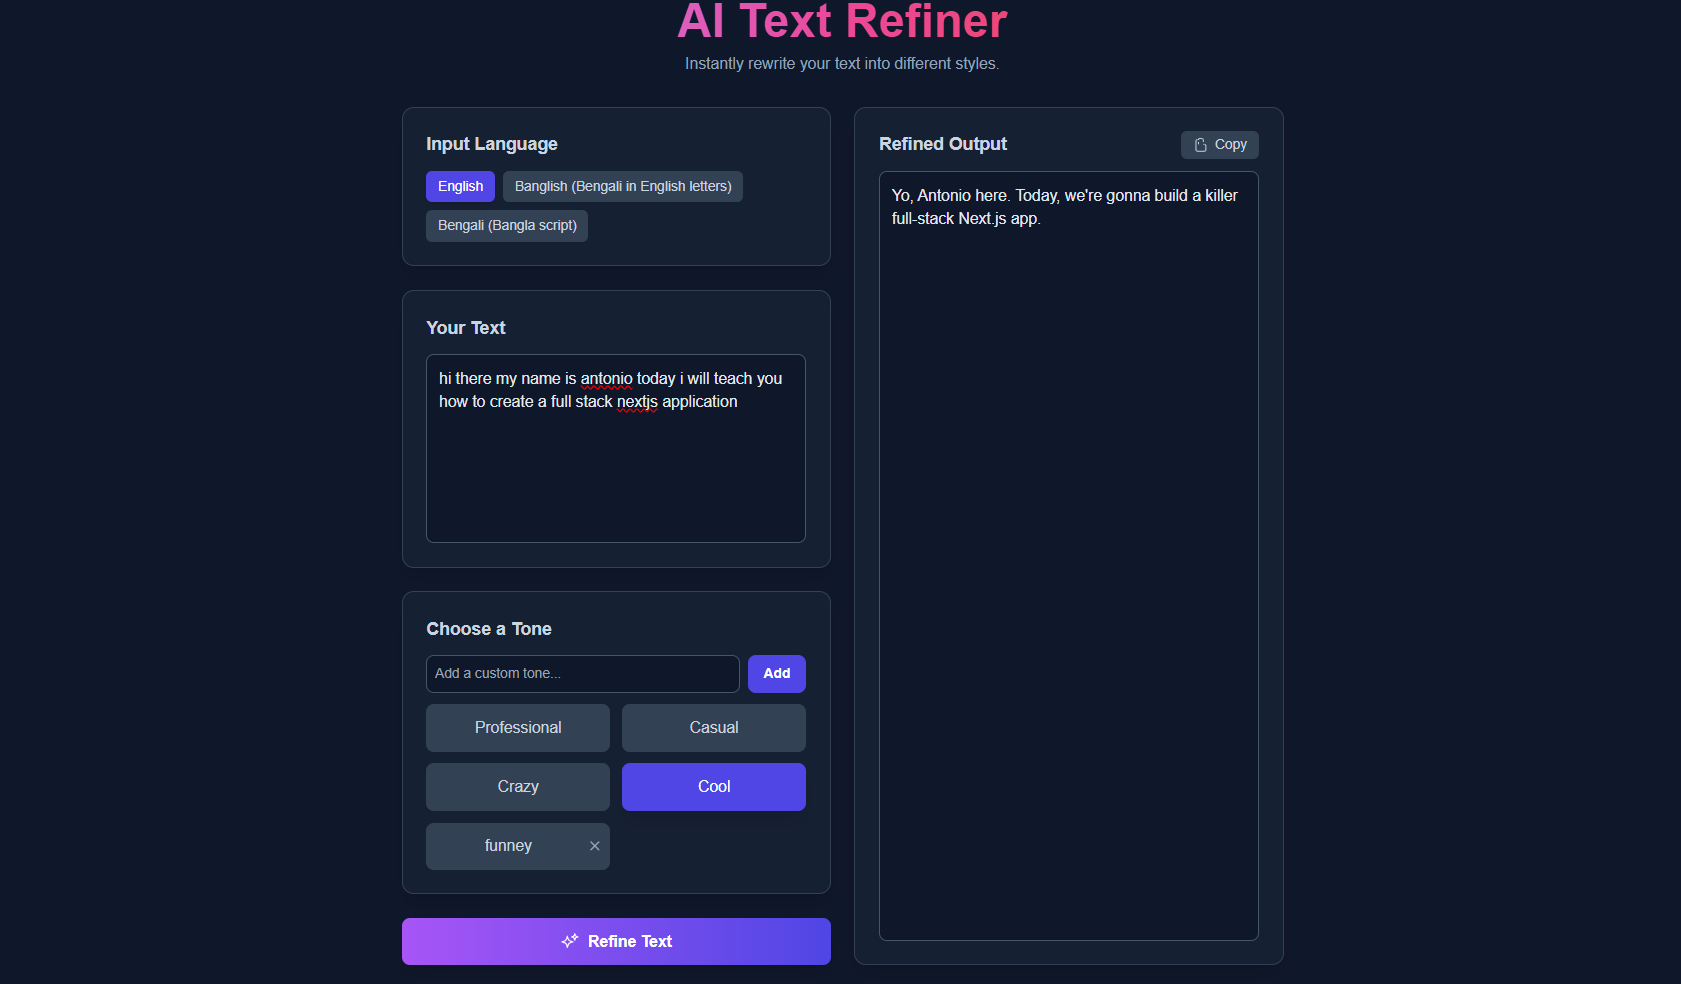 AI Text Refiner
Instantly rewrite your text into different styles.
Input Language
English
Banglish (Bengali in English letters)
Bengali (Bangla script)
Your Text
hi there my name is antonio today i will teach you
how to create a full stack nextjs application
Choose a Tone
Add a custom tone...
Add
Professional
Casual
Crazy
Cool
funney
Refine Text
Refined Output
Copy
Yo, Antonio here. Today, we're gonna build a killer
full-stack Next.js app.